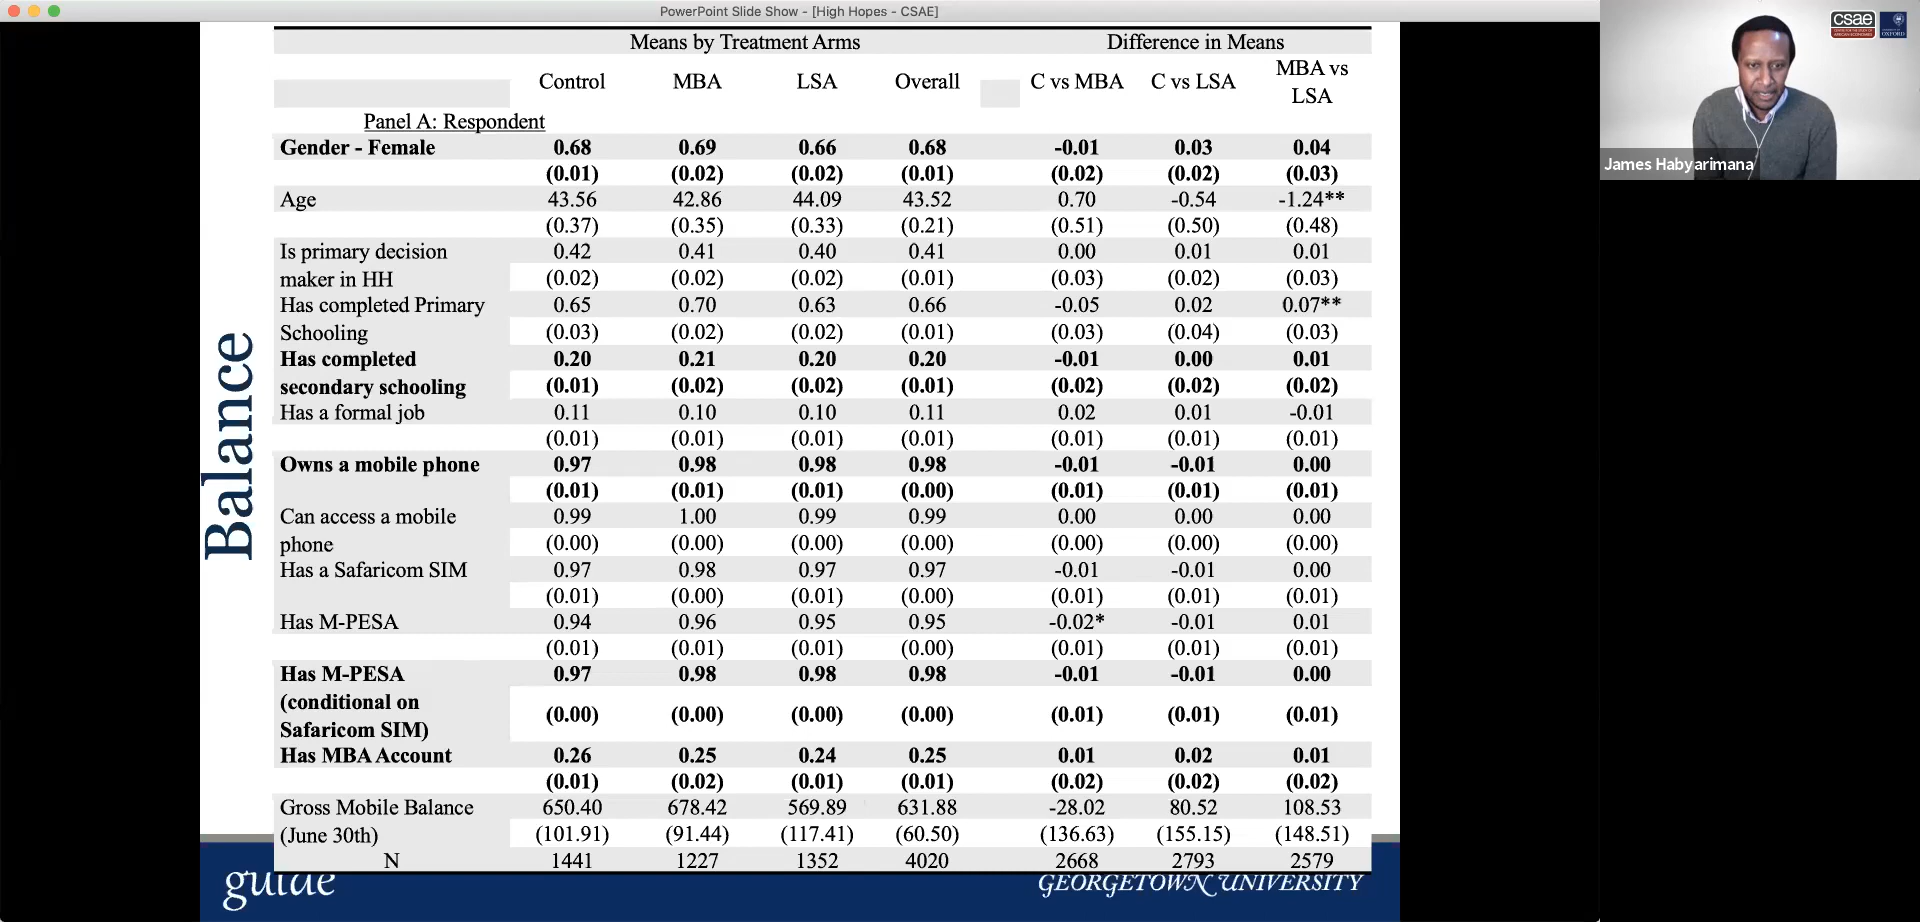 PowerPoint Slide Show - [High Hopes - CSAE]
Means by Treatment Arms Difference in Means
Control MBA LSA Overall C vs MBA C vs LSA MBA vs LSA
Panel A: Respondent
Gender - Female 0.68 0.69 0.66 0.68 -0.01 0.03 0.04
(0.01) (0.02) (0.02) (0.01) (0.02) (0.02) (0.03)
Age 43.56 42.86 44.09 43.52 0.70 -0.54 -1.24**
(0.37) (0.35) (0.33) (0.21) (0.51) (0.50) (0.48)
Is primary decision 0.42 0.41 0.40 0.41 0.00 0.01 0.01
maker in HH (0.02) (0.02) (0.02) (0.01) (0.03) (0.02) (0.03)
Has completed Primary 0.65 0.70 0.63 0.66 -0.05 0.02 0.07**
Schooling (0.03) (0.02) (0.02) (0.01) (0.03) (0.04) (0.03)
Has completed 0.20 0.21 0.20 0.20 -0.01 0.00 0.01
secondary schooling (0.01) (0.02) (0.02) (0.01) (0.02) (0.02) (0.02)
Has a formal job 0.11 0.10 0.10 0.11 0.02 0.01 -0.01
(0.01) (0.01) (0.01) (0.01) (0.01) (0.01) (0.01)
Owns a mobile phone 0.97 0.98 0.98 0.98 -0.01 -0.01 0.00
(0.01) (0.01) (0.01) (0.00) (0.01) (0.01) (0.01)
Can access a mobile 0.99 1.00 0.99 0.99 0.00 0.00 0.00
phone (0.00) (0.00) (0.00) (0.00) (0.00) (0.00) (0.00)
Has a Safaricom SIM 0.97 0.98 0.97 0.97 -0.01 -0.01 0.00
(0.01) (0.00) (0.01) (0.00) (0.01) (0.01) (0.01)
Has M-PESA 0.94 0.96 0.95 0.95 -0.02* -0.01 0.01
(0.01) (0.01) (0.01) (0.00) (0.01) (0.01) (0.01)
Has M-PESA 0.97 0.98 0.98 0.98 -0.01 -0.01 0.00
(conditional on
Safaricom SIM) (0.00) (0.00) (0.00) (0.00) (0.01) (0.01) (0.01)
Has MBA Account 0.26 0.25 0.24 0.25 0.01 0.02 0.01
(0.01) (0.02) (0.01) (0.01) (0.02) (0.02) (0.02)
Gross Mobile Balance 650.40 678.42 569.89 631.88 -28.02 80.52 108.53
(June 30th) (101.91) (91.44) (117.41) (60.50) (136.63) (155.15) (148.51)
N 1441 1227 1352 4020 2668 2793 2579
Balance
guide
GEORGETOWN UNIVERSITY
csae
OXFORD
James Habyarimana